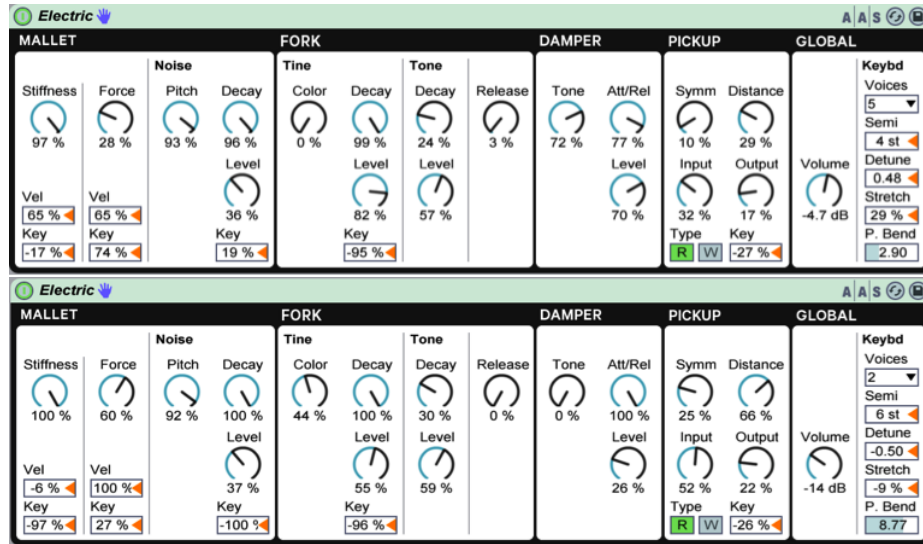 Electric A A S
MALLET FORK DAMPER PICKUP GLOBAL
Noise Tine Tone Keybd
Stiffness Force Pitch Decay Color Decay Decay Release Tone Att/Rel Symm Distance Voices
5
Semi
97 % 28 % 93 % 96 % 0 % 99 % 24 % 3 % 72 % 77 % 10 % 29 % 4 st
Level Level Level Level Input Output Volume Detune
0.48
Vel Vel Stretch
65 % 65 % 36 % 82 % 57 % 70 % 32 % 17 % -4.7 dB 29 %
Key Key Key Key Type Key P. Bend
-17 % 74 % 19 % -95 % R W -27 % 2.90
Electric A A S
MALLET FORK DAMPER PICKUP GLOBAL
Noise Tine Tone Keybd
Stiffness Force Pitch Decay Color Decay Decay Release Tone Att/Rel Symm Distance Voices
2
Semi
100 % 60 % 92 % 100 % 44 % 100 % 30 % 0 % 0 % 100 % 25 % 66 % 6 st
Level Level Level Level Input Output Volume Detune
-0.50
Vel Vel Stretch
-6 % 100 % 37 % 55 % 59 % 26 % 52 % 22 % -14 dB -9 %
Key Key Key Key Type Key P. Bend
-97 % 27 % -100 % -96 % R W -26 % 8.77